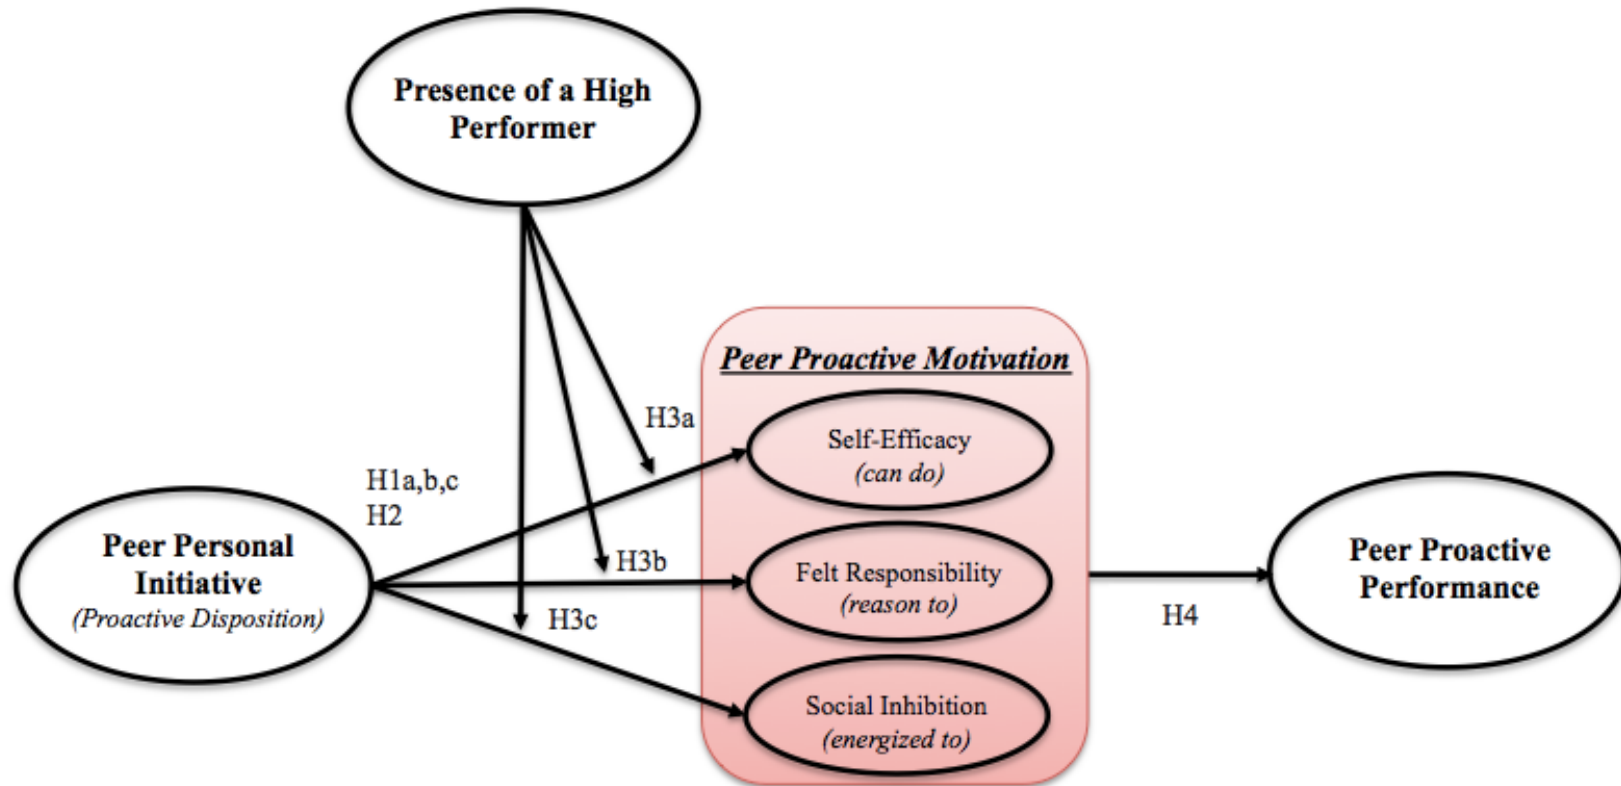 Presence of a High
Performer
Peer Proactive Motivation
H3a
Self-Efficacy
(can do)
H1a,b,c
H2
Peer Personal
Initiative
(Proactive Disposition)
H3b
Felt Responsibility
(reason to)
H3c
Social Inhibition
(energized to)
H4
Peer Proactive
Performance